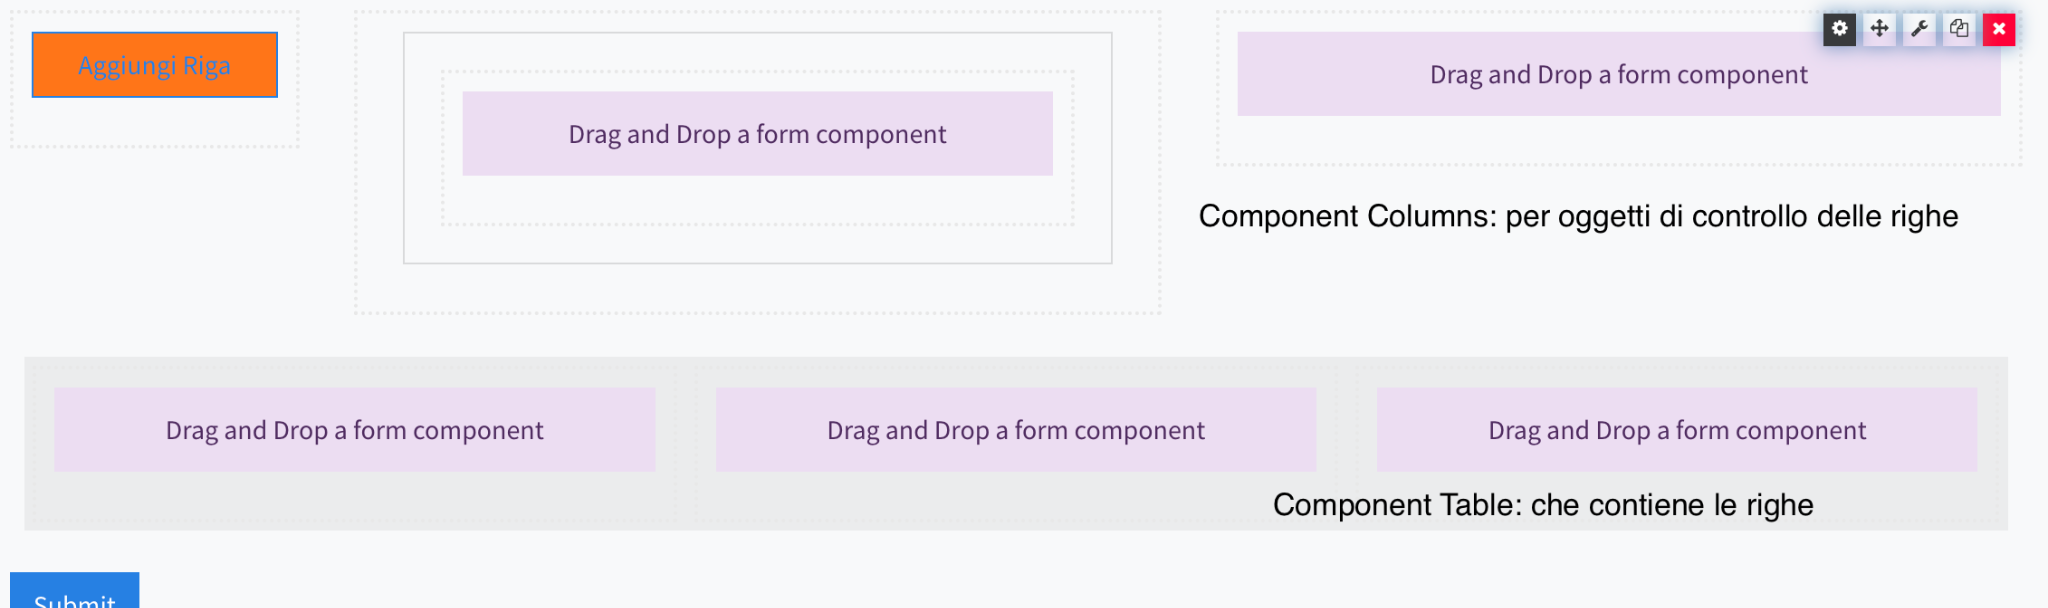 Aggiungi Riga
Drag and Drop a form component
Drag and Drop a form component
Component Columns: per oggetti di controllo delle righe
Drag and Drop a form component
Drag and Drop a form component
Drag and Drop a form component
Component Table: che contiene le righe
Submit